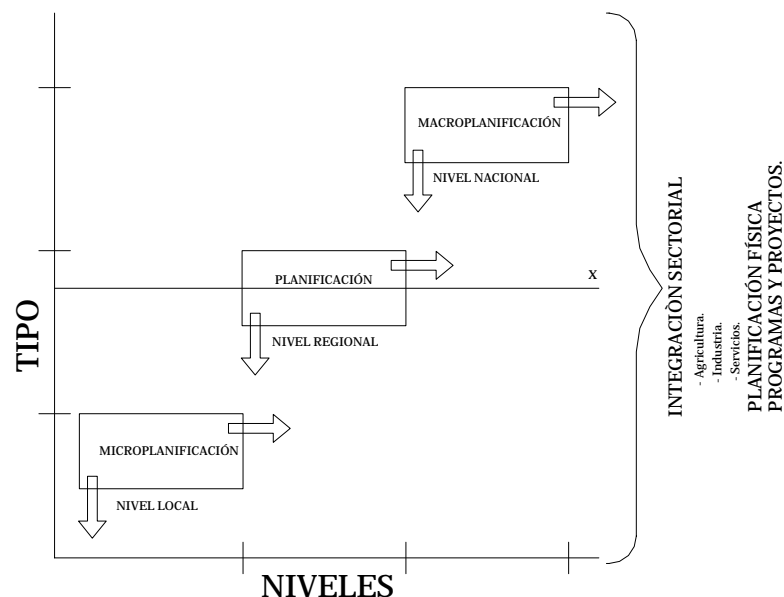 MACROPLANIFICACIÓN
NIVEL NACIONAL
PLANIFICACIÓN
X
NIVEL REGIONAL
MICROPLANIFICACIÓN
NIVEL LOCAL
TIPO
NIVELES
INTEGRACIÒN SECTORIAL
- Agricultura.
- Industria.
- Servicios.
PLANIFICACIÓN FÍSICA
PROGRAMAS Y PROYECTOS.